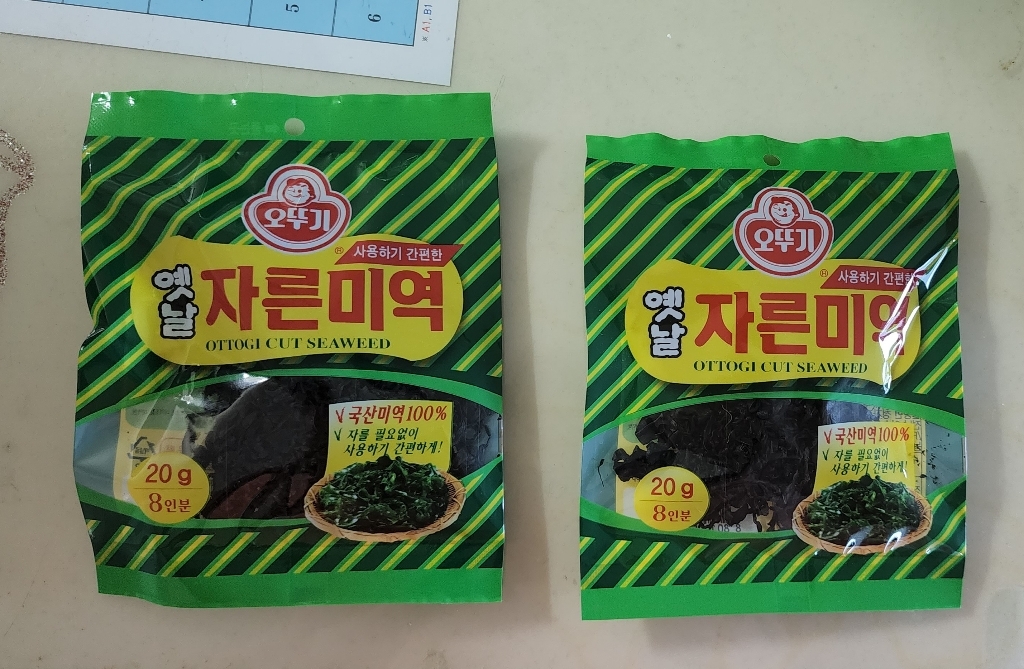 5
6
※ A1, B1
오뚜기
®
사용하기 간편한
옛날
자른미역
OTTOGI CUT SEAWEED
√ 국산미역100%
√ 자를 필요없이
사용하기 간편하게!
20 g
8인분
오뚜기
®
사용하기 간편한
옛날
자른미역
OTTOGI CUT SEAWEED
√ 국산미역100%
√ 자를 필요없이
사용하기 간편하게!
20 g
8인분